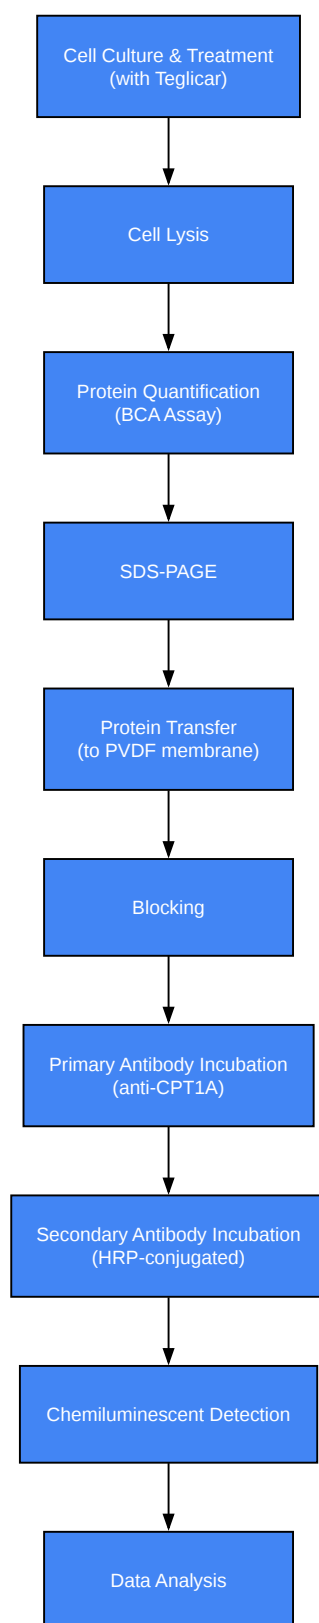 Cell Culture & Treatment
(with Teglicar)
Cell Lysis
Protein Quantification
(BCA Assay)
SDS-PAGE
Protein Transfer
(to PVDF membrane)
Blocking
Primary Antibody Incubation
(anti-CPT1A)
Secondary Antibody Incubation
(HRP-conjugated)
Chemiluminescent Detection
Data Analysis